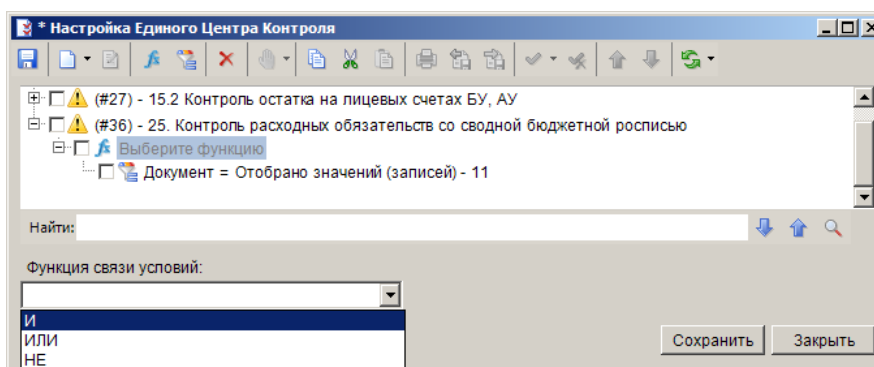 * Настройка Единого Центра Контроля
(#27) - 15.2 Контроль остатка на лицевых счетах БУ, АУ
(#36) - 25. Контроль расходных обязательств со сводной бюджетной росписью
fx Выберите функцию
Документ = Отобрано значений (записей) - 11
Найти:
Функция связи условий:
И
ИЛИ
НЕ
Сохранить Закрыть